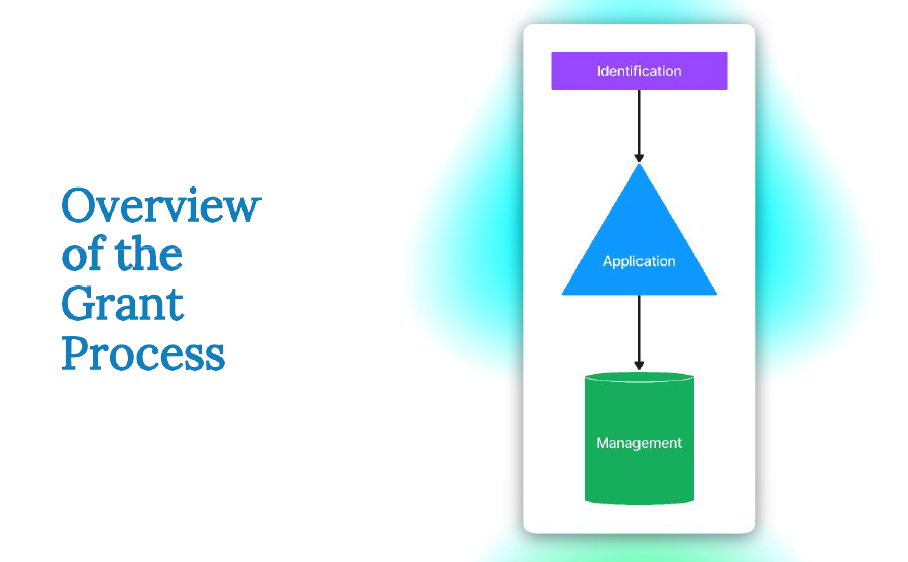 Overview
of the
Grant
Process
Identification
Application
Management